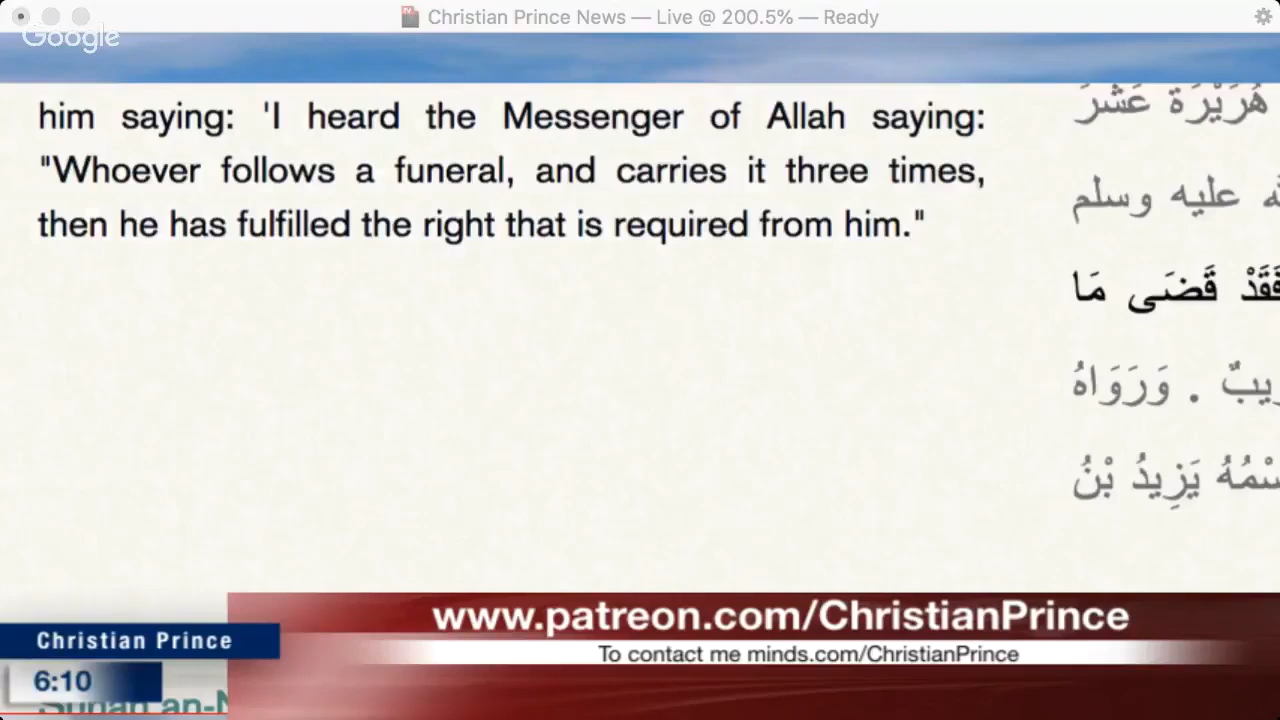 Christian Prince News — Live @ 200.5% — Ready
Google
him saying: 'I heard the Messenger of Allah saying:
"Whoever follows a funeral, and carries it three times,
then he has fulfilled the right that is required from him."
هُرَيْرَةَ عَشْرَ
عليه وسلم
فَقَدْ قَضَى مَا
. وَرَوَاهُ
يَزِيدُ بْنُ
www.patreon.com/ChristianPrince
Christian Prince
To contact me minds.com/ChristianPrince
6:10
Sunan an-N